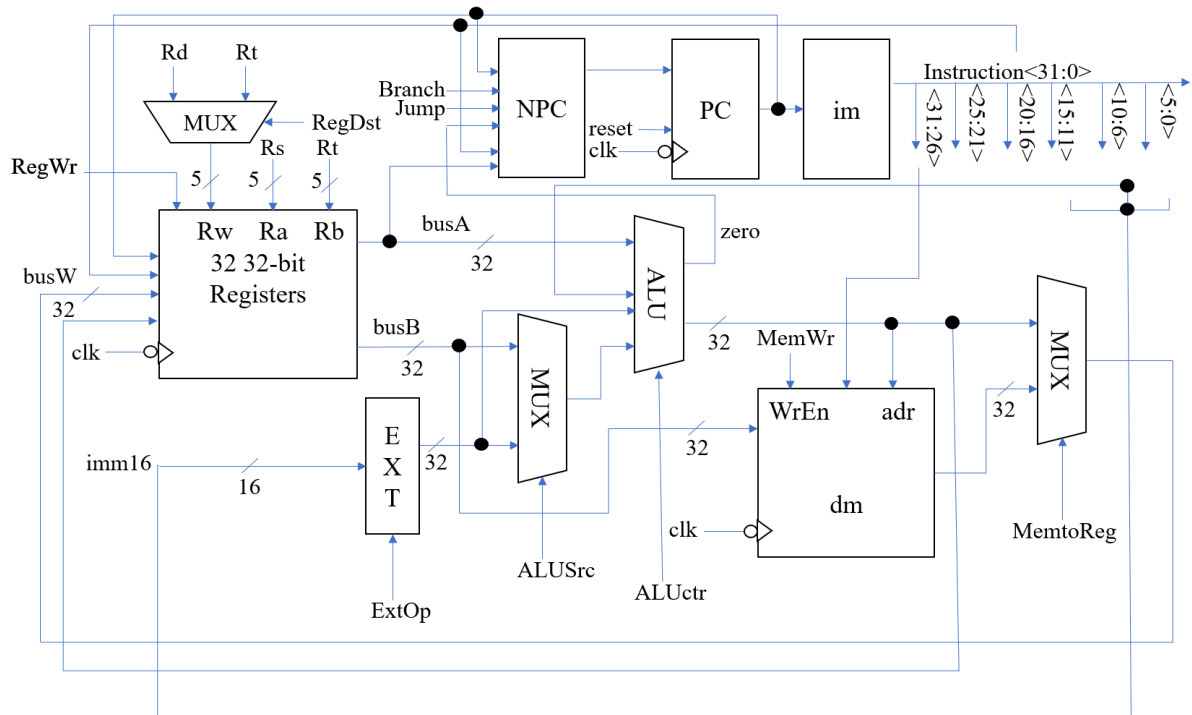 Rd
Rt
MUX
RegDst
RegWr
Rs
Rt
5
5
5
Rw
Ra
Rb
32 32-bit
Registers
busW
32
clk
Branch
Jump
NPC
reset
clk
PC
im
Instruction<31:0>
<31:26>
<25:21>
<20:16>
<15:11>
<10:6>
<5:0>
busA
32
busB
32
zero
ALU
32
MUX
MemWr
WrEn
adr
dm
clk
32
32
MUX
MemtoReg
imm16
16
E
X
T
32
ExtOp
ALUSrc
ALUctr